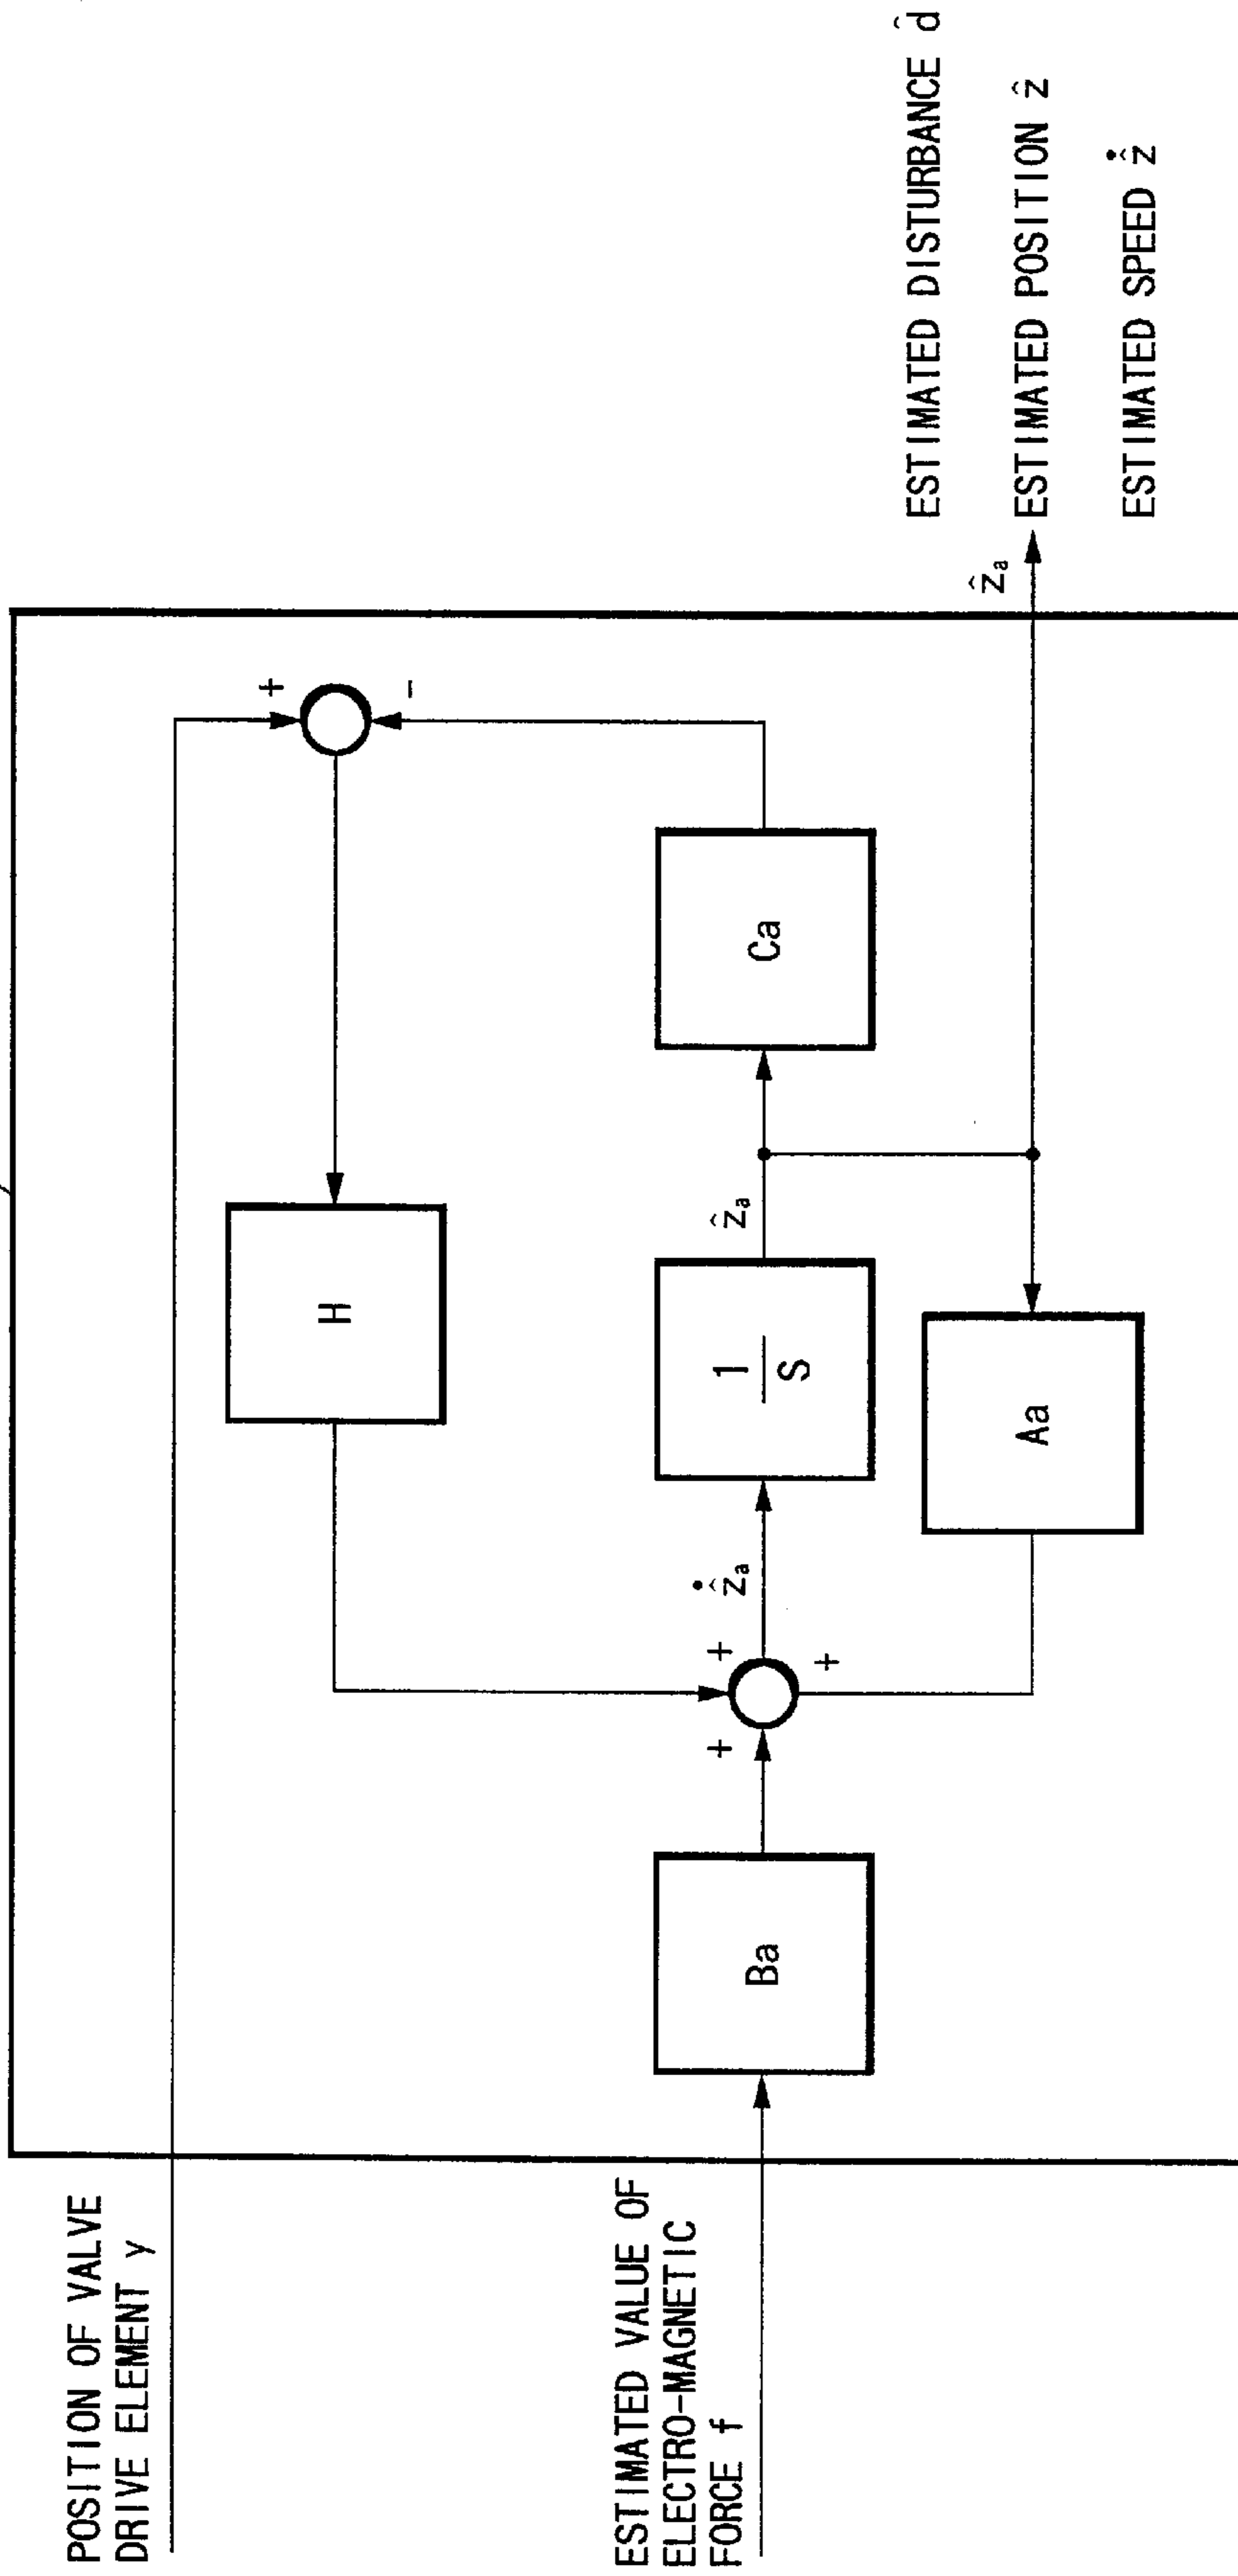 POSITION OF VALVE
DRIVE ELEMENT y
ESTIMATED VALUE OF
ELECTRO-MAGNETIC
FORCE f
+
-
H
Ba
+
+
+
ẑ̇a
1
S
ẑa
Ca
Aa
ẑa
ESTIMATED DISTURBANCE d̂
ESTIMATED POSITION ẑ
ESTIMATED SPEED ẑ̇